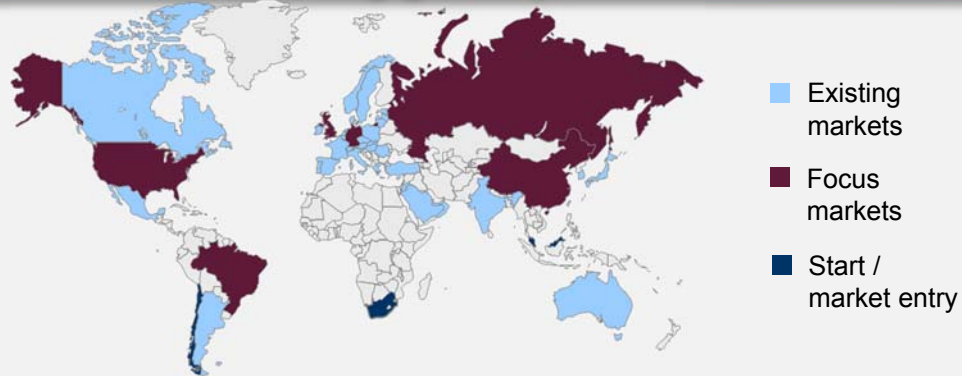 Existing
markets
Focus
markets
Start /
market entry